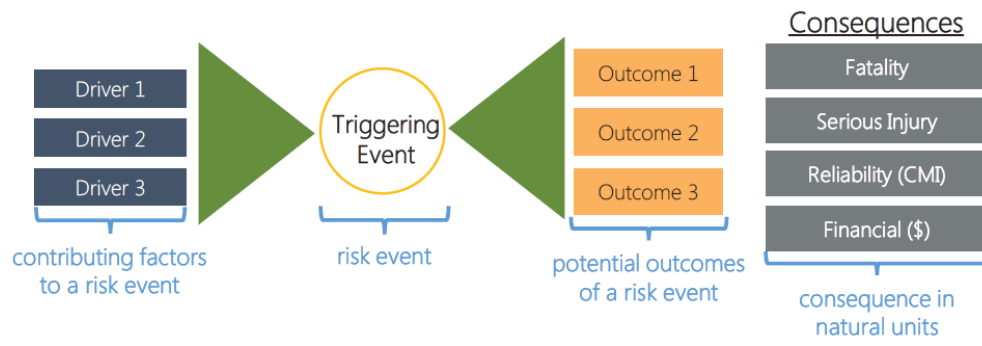 Driver 1
Driver 2
Driver 3
contributing factors
to a risk event
Triggering
Event
risk event
Outcome 1
Outcome 2
Outcome 3
potential outcomes
of a risk event
Consequences
Fatality
Serious Injury
Reliability (CMI)
Financial ($)
consequence in
natural units